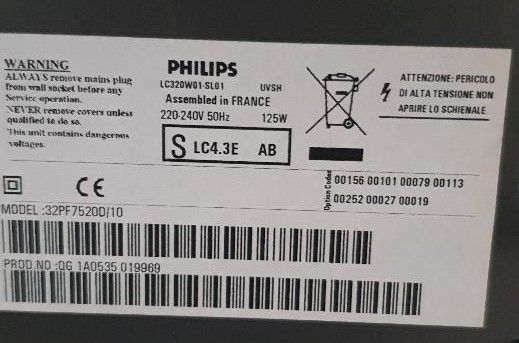 WARNING
ALWAYS remove mains plug
from wall socket before any
Service operation.
NEVER remove covers unless
qualified to do so.
This unit contains dangerous
voltages.
PHILIPS
LC320W01-SL01 UVSH
Assembled in FRANCE
220-240V 50Hz 125W
S LC4.3E AB
ATTENZIONE: PERICOLO
DI ALTA TENSIONE NON
APRIRE LO SCHIENALE
CE
Option Codes
00156 00101 00079 00113
00252 00027 00019
MODEL :32PF7520D/10
PROD.NO :OG 1A0535 019969